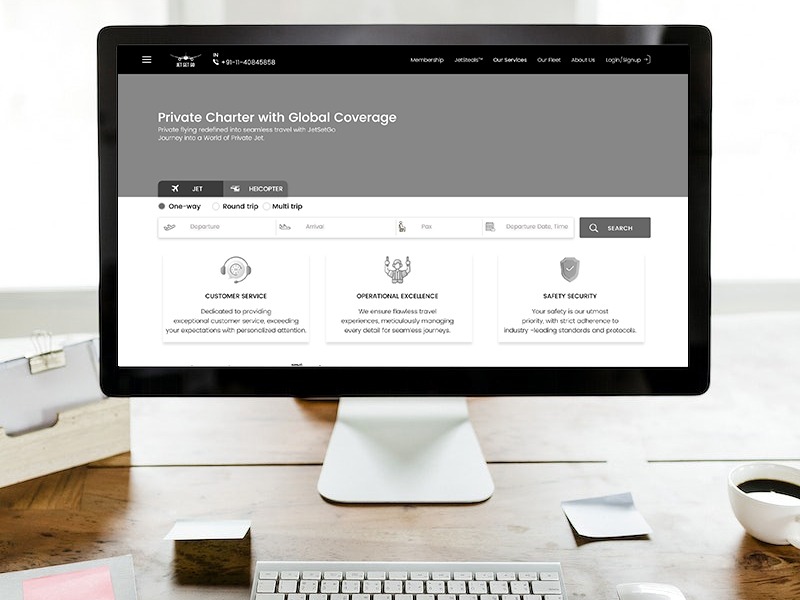 IN
JET SET GO
+91-11-40845858
Membership
JetSteals™
Our Services
Our Fleet
About Us
Login/Signup
Private Charter with Global Coverage
Private flying redefined into seamless travel with JetSetGo
Journey into a World of Private Jet.
JET
HEICOPTER
One-way
Round trip
Multi trip
Departure
Arrival
Pax
Departure Date, Time
SEARCH
CUSTOMER SERVICE
Dedicated to providing
exceptional customer service, exceeding
your expectations with personalized attention.
OPERATIONAL EXCELLENCE
We ensure flawless travel
experiences, meticulously managing
every detail for seamless journeys.
SAFETY SECURITY
Your safety is our utmost
priority, with strict adherence to
industry -leading standards and protocols.